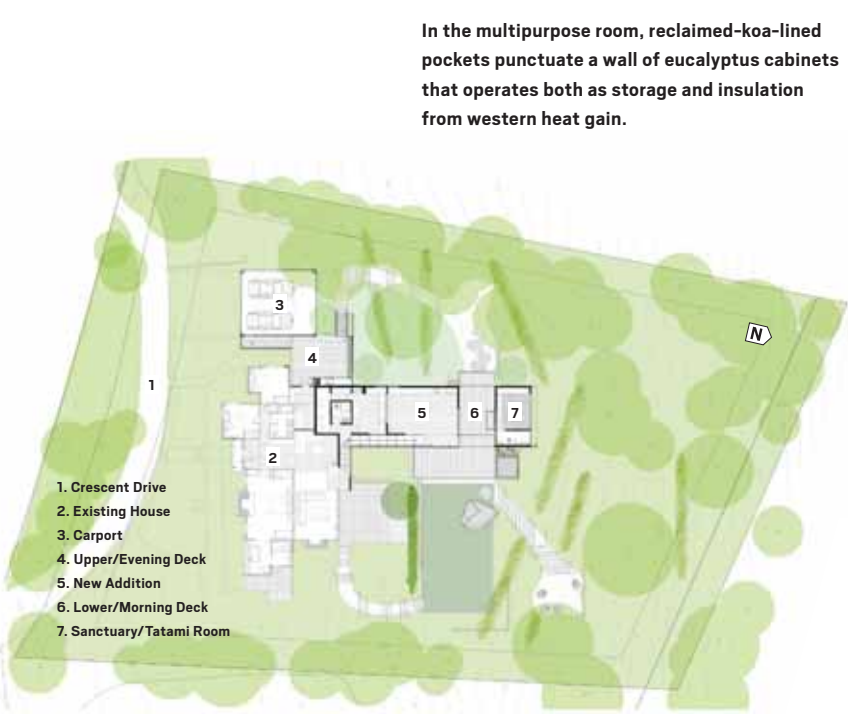 In the multipurpose room, reclaimed-koa-lined
pockets punctuate a wall of eucalyptus cabinets
that operates both as storage and insulation
from western heat gain.
3
N
4
1
5
6
7
2
1. Crescent Drive
2. Existing House
3. Carport
4. Upper/Evening Deck
5. New Addition
6. Lower/Morning Deck
7. Sanctuary/Tatami Room